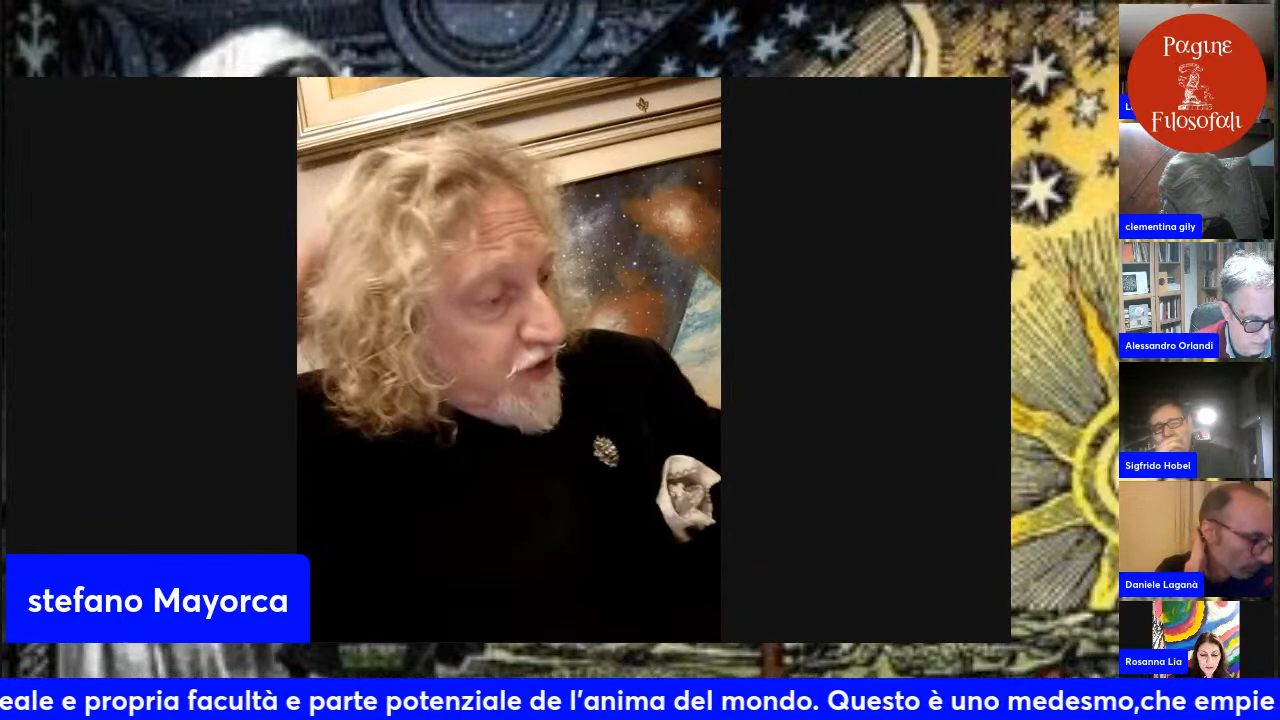 Pagine
Filosofali
clementina gily
Alessandro Orlandi
Sigfrido Hobel
Daniele Laganà
stefano Mayorca
Rosanna Lia
eale e propria facultà e parte potenziale de l'anima del mondo. Questo è uno medesmo,che empie